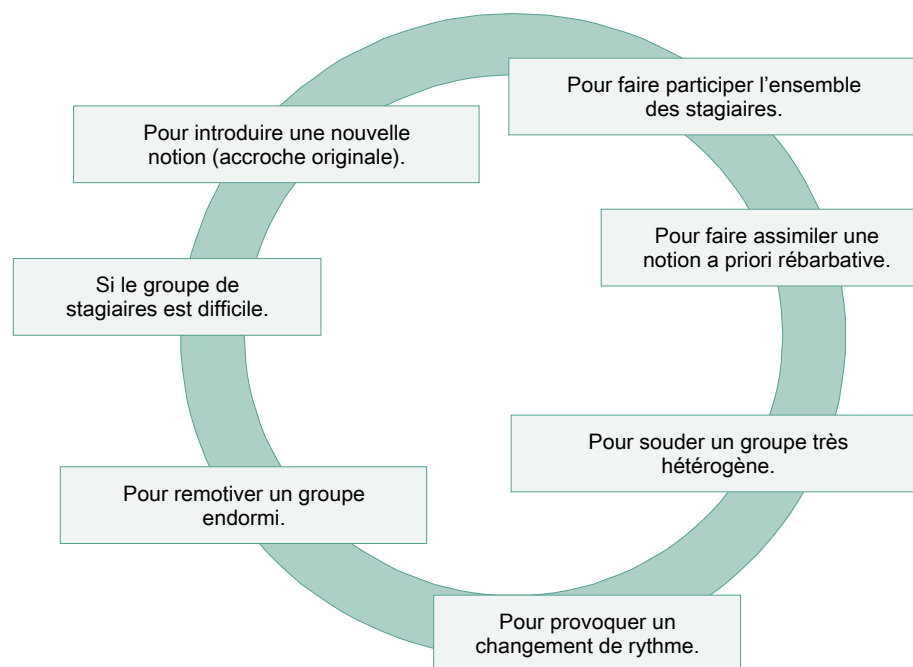 Pour faire participer l’ensemble
des stagiaires.
Pour introduire une nouvelle
notion (accroche originale).
Pour faire assimiler une
notion a priori rébarbative.
Si le groupe de
stagiaires est difficile.
Pour souder un groupe très
hétérogène.
Pour remotiver un groupe
endormi.
Pour provoquer un
changement de rythme.